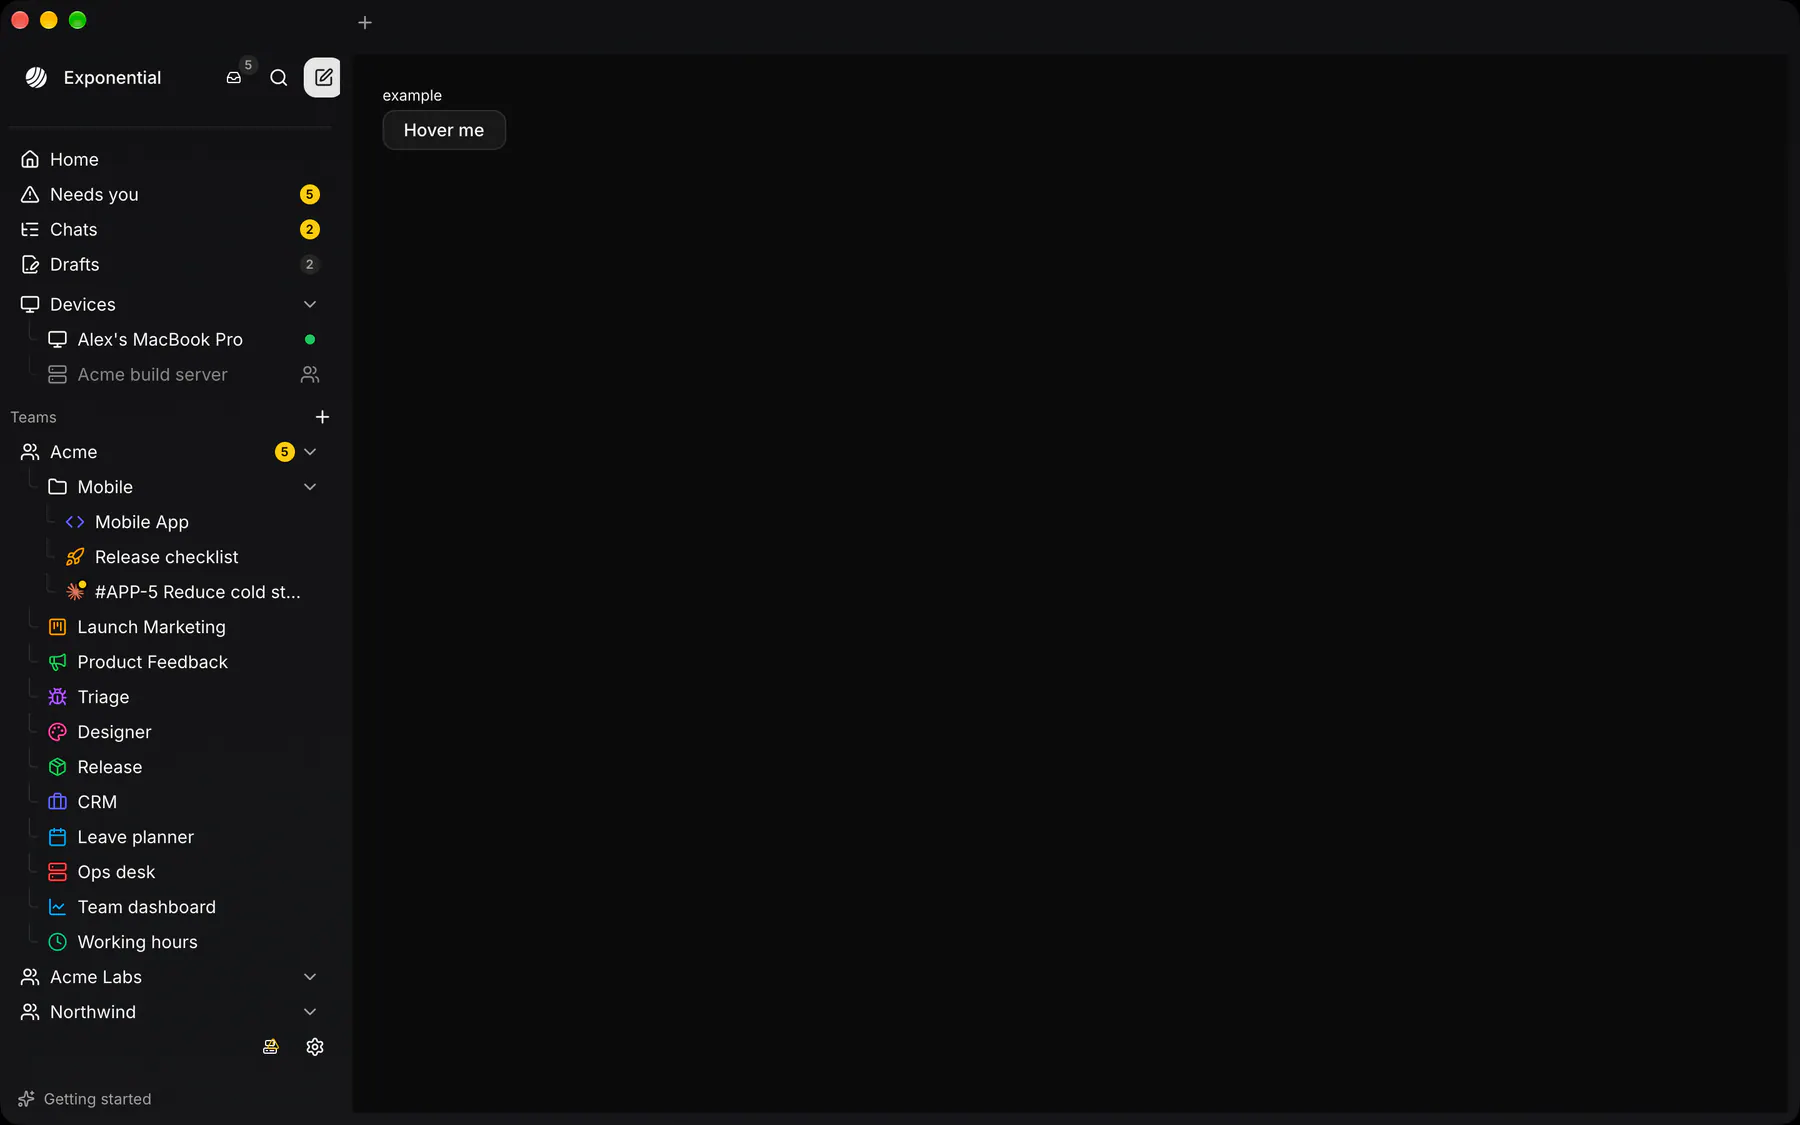 Exponential
5
example
Hover me
Home
Needs you
5
Chats
2
Drafts
2
Devices
Alex's MacBook Pro
Acme build server
Teams
Acme
5
Mobile
Mobile App
Release checklist
#APP-5 Reduce cold st...
Launch Marketing
Product Feedback
Triage
Designer
Release
CRM
Leave planner
Ops desk
Team dashboard
Working hours
Acme Labs
Northwind
Getting started